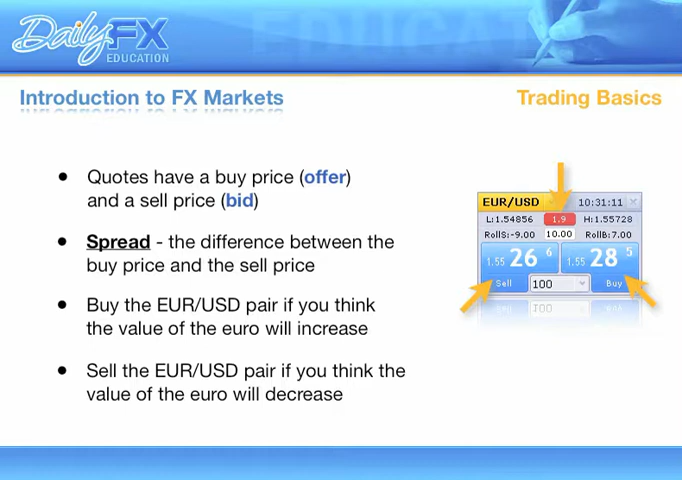 DailyFX
EDUCATION
EDUCAT
Introduction to FX Markets
Trading Basics
• Quotes have a buy price (offer)
and a sell price (bid)
• Spread - the difference between the
buy price and the sell price
• Buy the EUR/USD pair if you think
the value of the euro will increase
• Sell the EUR/USD pair if you think the
value of the euro will decrease
EUR/USD 10:31:11
L:1.54856 1.9 H:1.55728
RollS:-9.00 10.00 RollB:7.00
1.55 26 6 1.55 28 5
Sell 100 Buy